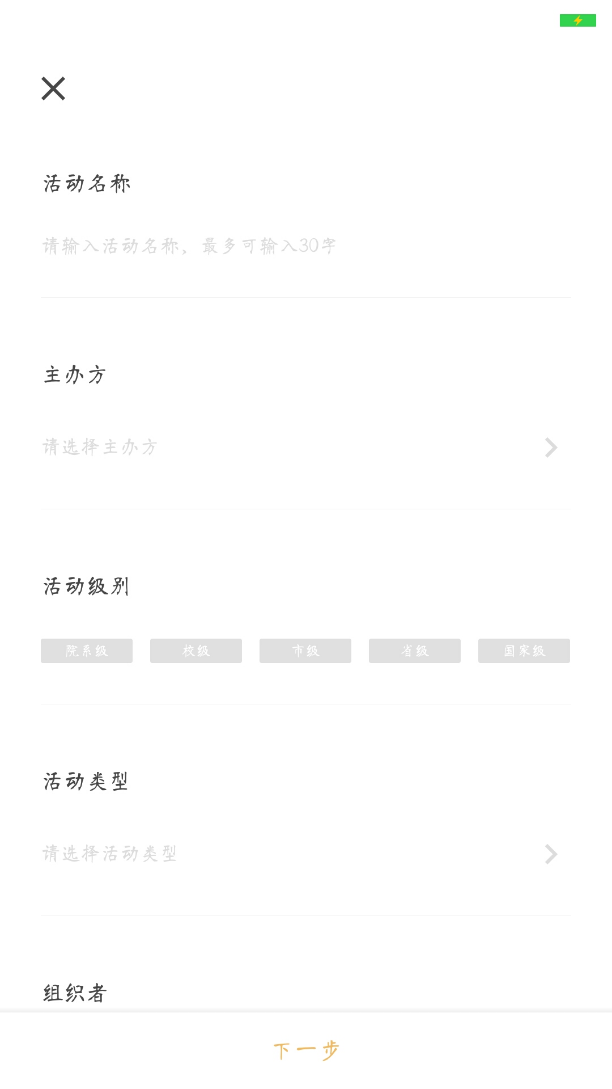 活动名称
请输入活动名称，最多可输入30字
主办方
请选择主办方
活动级别
院系级 校级 市级 省级 国家级
活动类型
请选择活动类型
组织者
下一步